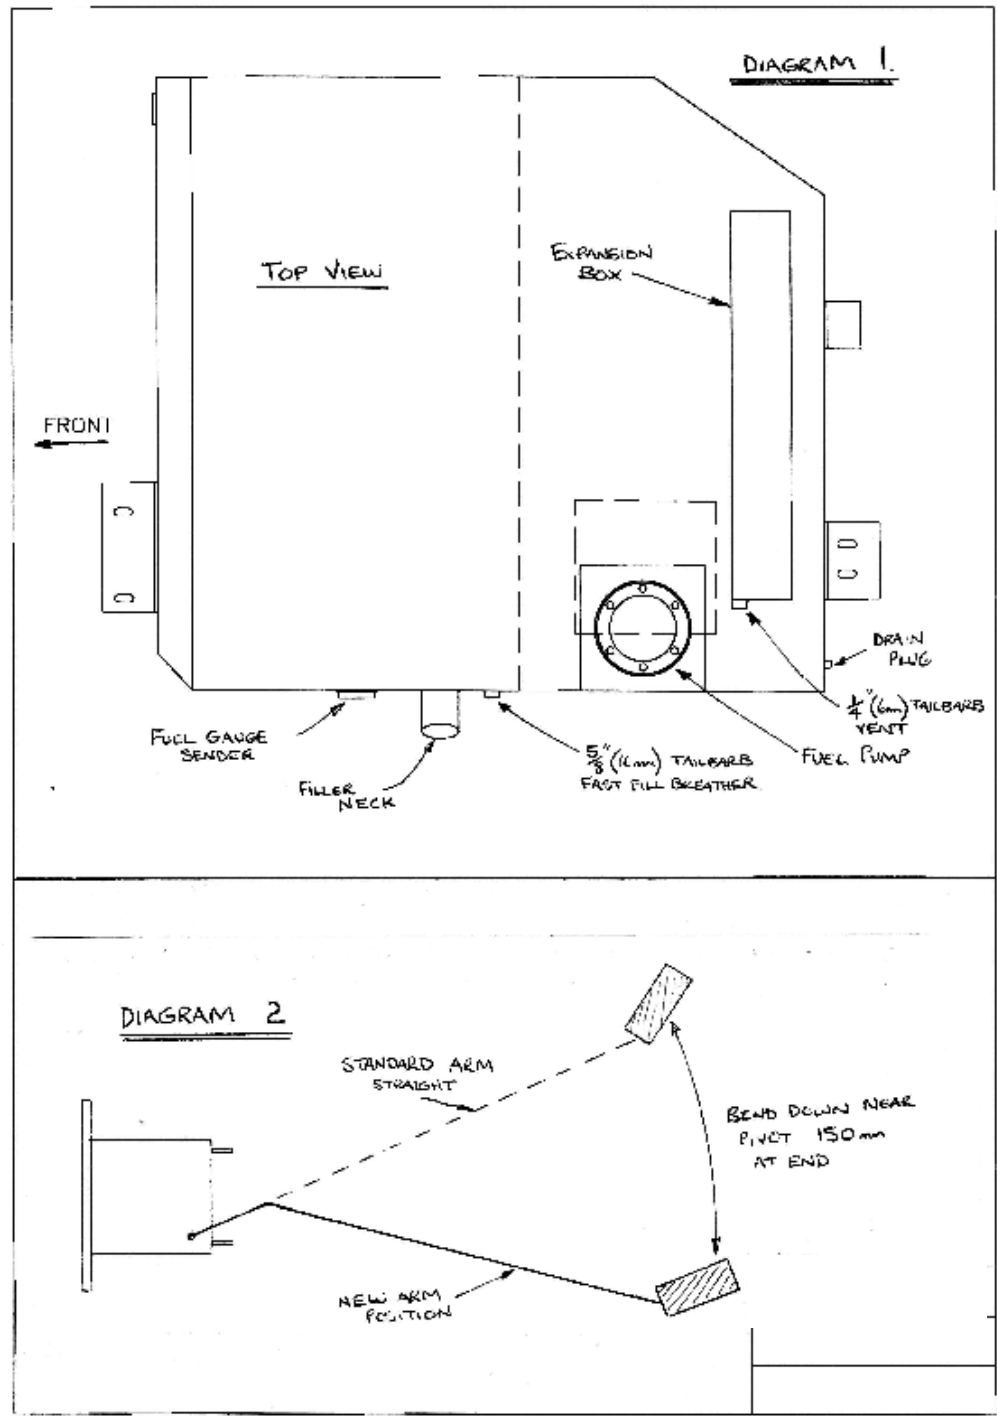 DIAGRAM 1.
TOP VIEW
EXPANSION
BOX
FRONT
DRAIN
PLUG
1/4" (6mm) TAILBARB
VENT
FUEL PUMP
FUEL GAUGE
SENDER
FILLER
NECK
5/8" (16mm) TAILBARB
FAST FILL BREATHER
DIAGRAM 2
STANDARD ARM
STRAIGHT
BEND DOWN NEAR
PIVOT 150mm
AT END
NEW ARM
POSITION